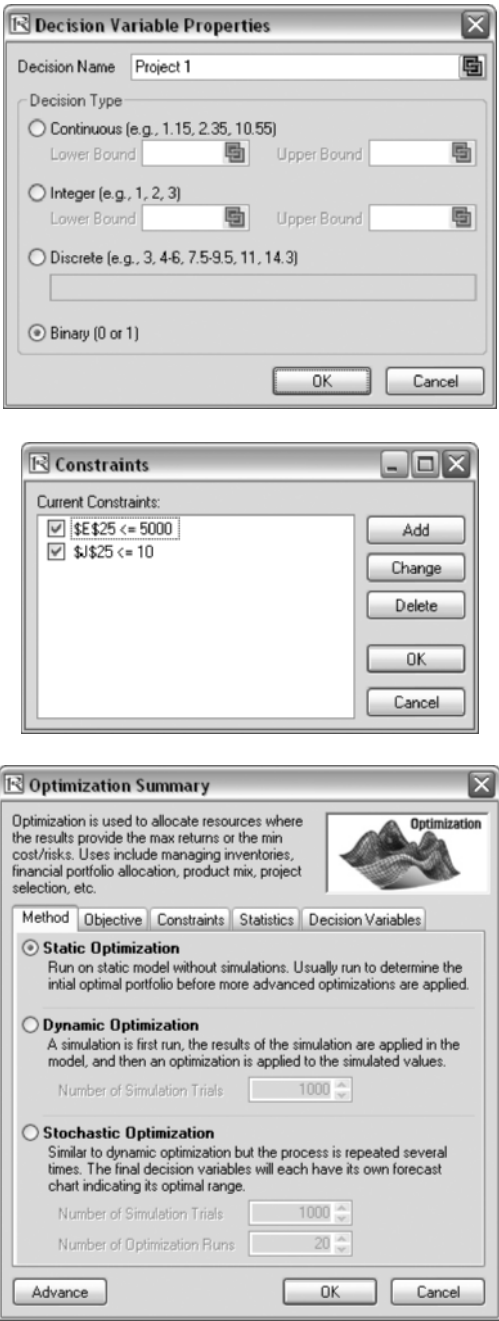 Decision Variable Properties
Decision Name Project 1
Decision Type
Continuous (e.g., 1.15, 2.35, 10.55)
Lower Bound Upper Bound
Integer (e.g., 1, 2, 3)
Lower Bound Upper Bound
Discrete (e.g., 3, 4-6, 7.5-9.5, 11, 14.3)
Binary (0 or 1)
OK Cancel
Constraints
Current Constraints:
$E$25 <= 5000
$J$25 <= 10
Add
Change
Delete
OK
Cancel
Optimization Summary
Optimization is used to allocate resources where
the results provide the max returns or the min
cost/risks. Uses include managing inventories,
financial portfolio allocation, product mix, project
selection, etc.
Optimization
Method Objective Constraints Statistics Decision Variables
Static Optimization
Run on static model without simulations. Usually run to determine the
intial optimal portfolio before more advanced optimizations are applied.
Dynamic Optimization
A simulation is first run, the results of the simulation are applied in the
model, and then an optimization is applied to the simulated values.
Number of Simulation Trials 1000
Stochastic Optimization
Similar to dynamic optimization but the process is repeated several
times. The final decision variables will each have its own forecast
chart indicating its optimal range.
Number of Simulation Trials 1000
Number of Optimization Runs 20
Advance OK Cancel